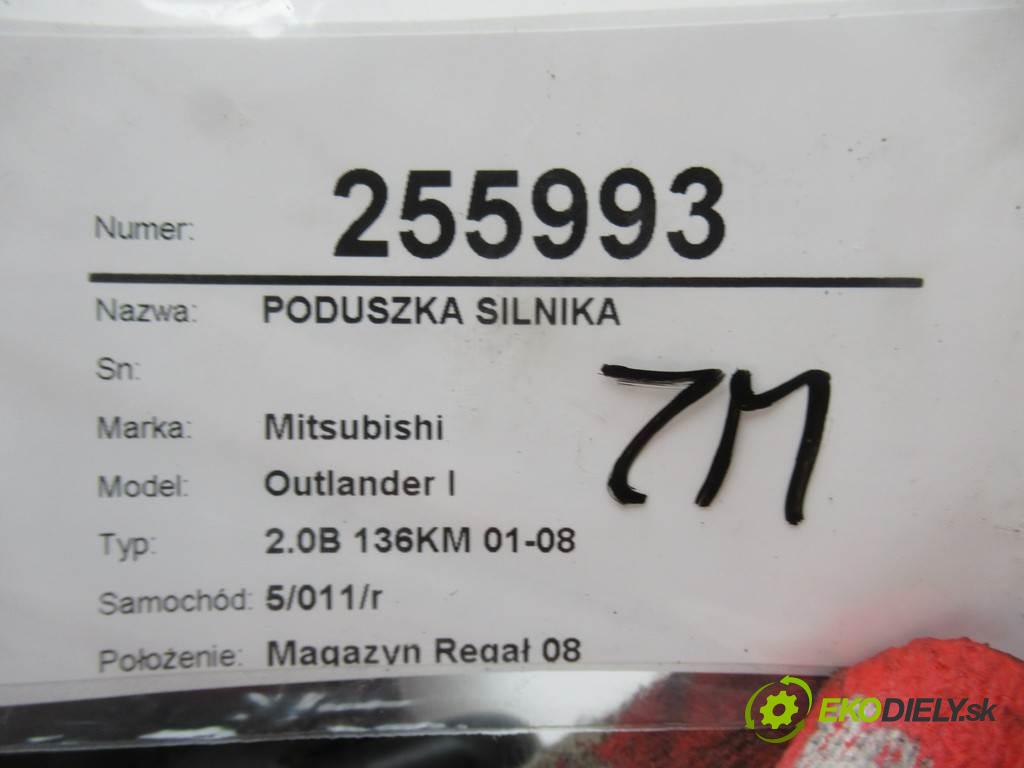 Numer: 255993
Nazwa: PODUSZKA SILNIKA
Sn:
Marka: Mitsubishi
Model: Outlander I
Typ: 2.0B 136KM 01-08
Samochód: 5/011/r
Położenie: Magazyn Regał 08
ZM
EKODIELY.sk